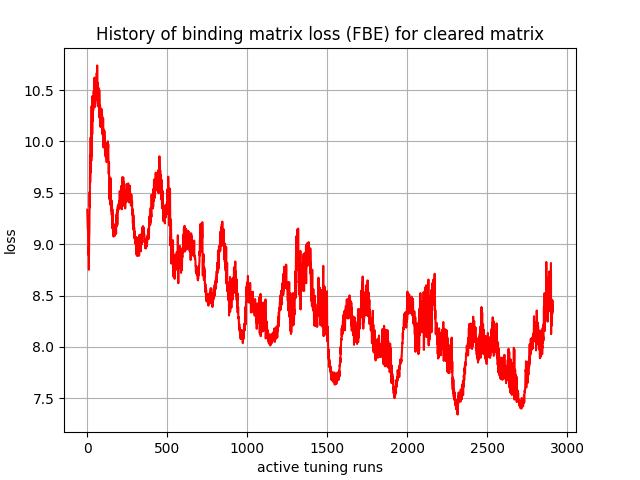 History of binding matrix loss (FBE) for cleared matrix
loss
10.5
10.0
9.5
9.0
8.5
8.0
7.5
0 500 1000 1500 2000 2500 3000
active tuning runs